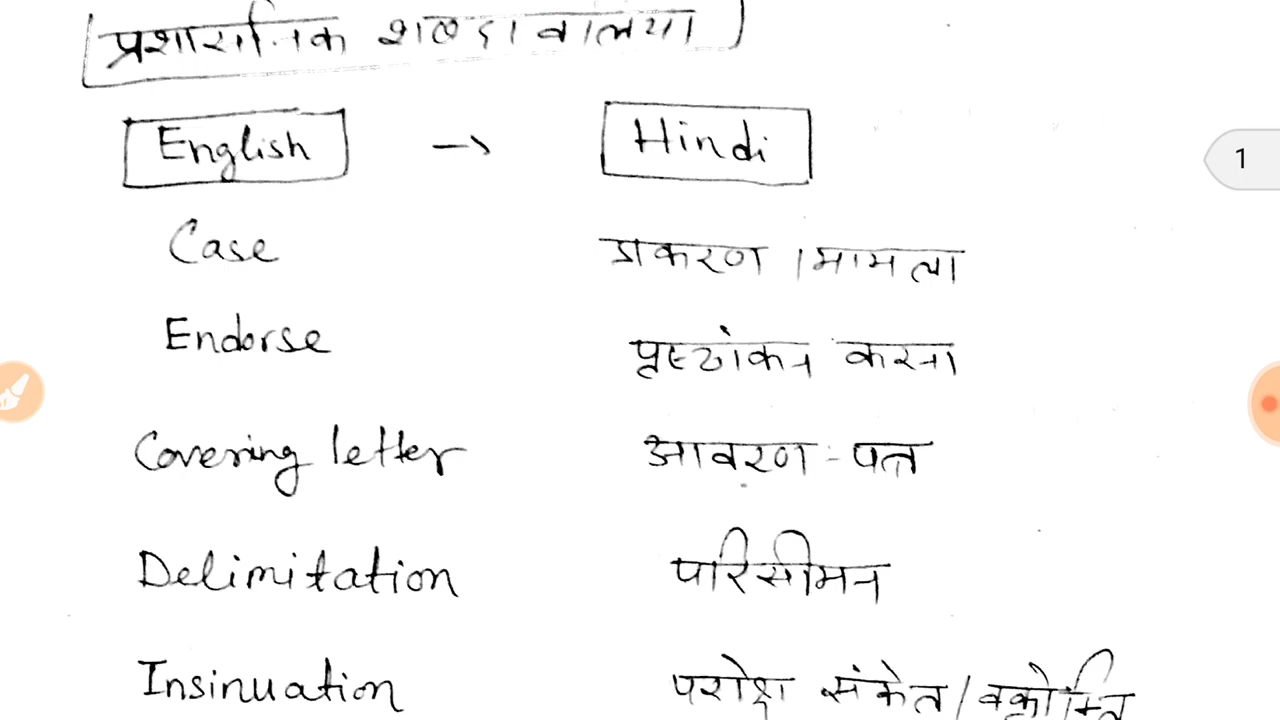 प्रशासनिक शब्दावलियाँ
English → Hindi
Case प्रकरण / मामला
Endorse पृष्ठांकन करना
Covering letter आवरण - पत्र
Delimitation परिसीमन
Insinuation परोक्ष संकेत / वक्रोक्ति
1